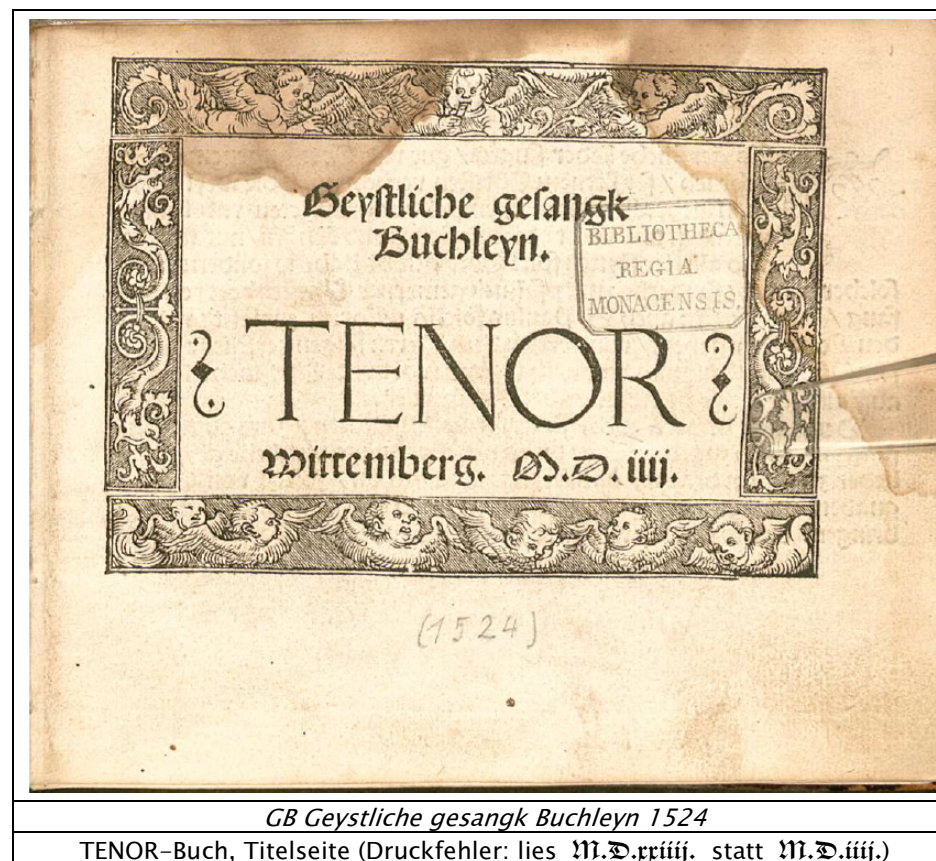 Geystliche gesangk
Buchleyn.
BIBLIOTHECA
REGIA
MONACENSIS.
TENOR
Wittemberg. M.D.iiij.
(1524)
GB Geystliche gesangk Buchleyn 1524
TENOR-Buch, Titelseite (Druckfehler: lies M.D.xxiiij. statt M.D.iiij.)